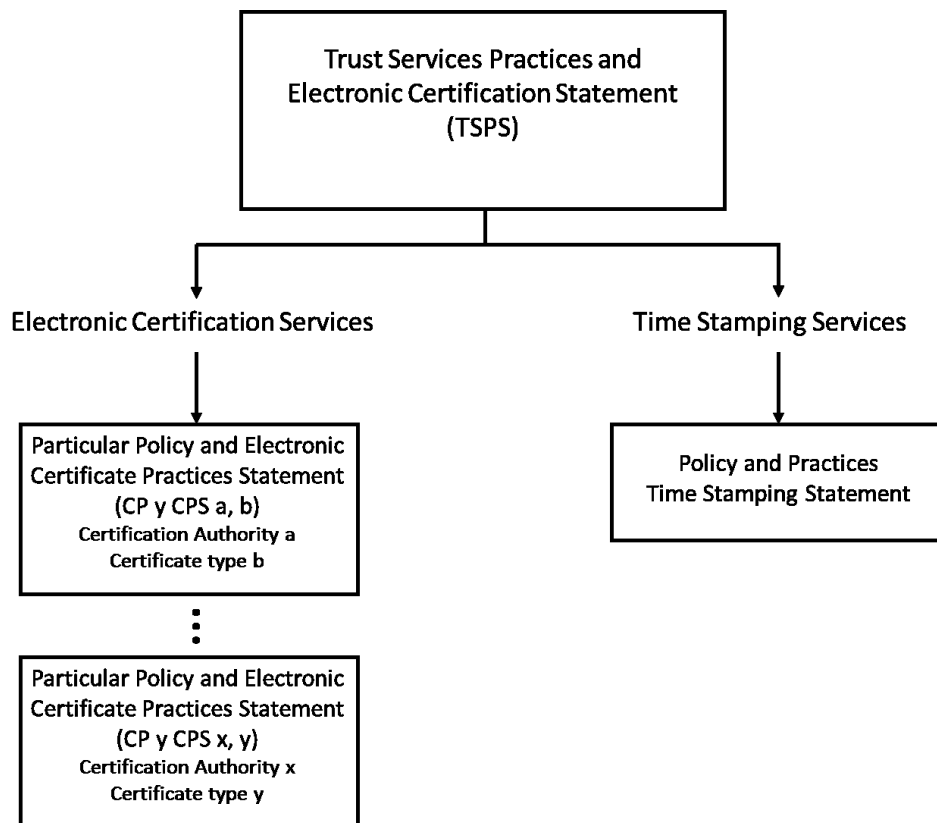 Trust Services Practices and
Electronic Certification Statement
(TSPS)
Electronic Certification Services
Time Stamping Services
Particular Policy and Electronic
Certificate Practices Statement
(CP y CPS a, b)
Certification Authority a
Certificate type b
Policy and Practices
Time Stamping Statement
Particular Policy and Electronic
Certificate Practices Statement
(CP y CPS x, y)
Certification Authority x
Certificate type y